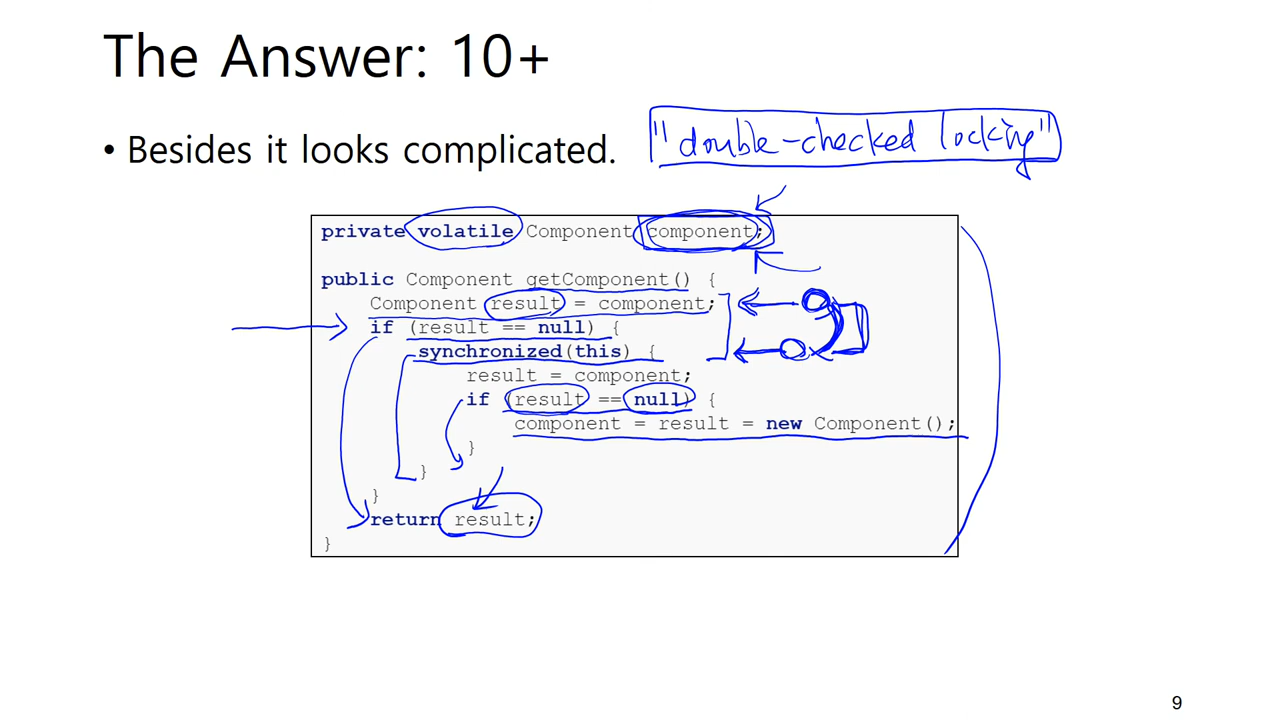 The Answer: 10+
• Besides it looks complicated.
"double-checked locking"
private volatile Component component;
public Component getComponent() {
Component result = component;
if (result == null) {
synchronized(this) {
result = component;
if (result == null) {
component = result = new Component();
}
}
}
return result;
}
9